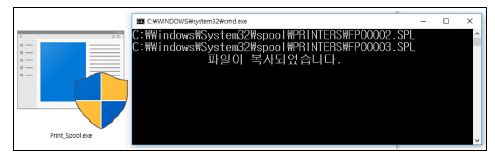 C:\WINDOWS\system32\cmd.exe
C:₩Windows₩System32₩spool₩PRINTERS₩FP00002.SPL
C:₩Windows₩System32₩spool₩PRINTERS₩FP00003.SPL
파일이 복사되었습니다.
Print_Spool.exe